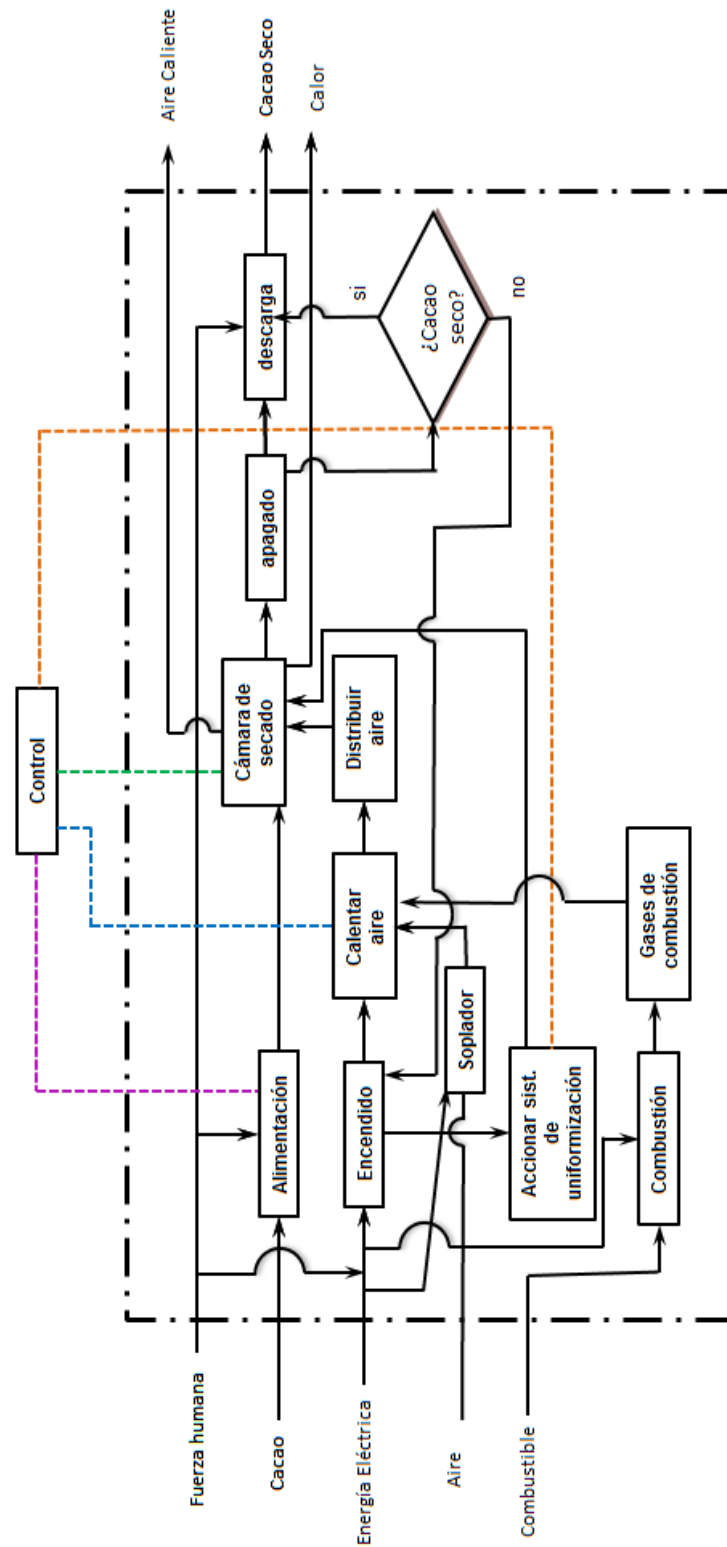 Control
Fuerza humana
Cacao
Energía Eléctrica
Aire
Combustible
Alimentación
Encendido
Soplador
Accionar sist.
de
uniformización
Combustión
Gases de
combustión
Calentar
aire
Distribuir
aire
Cámara de
secado
apagado
descarga
¿Cacao
seco?
si
no
Aire Caliente
Cacao Seco
Calor